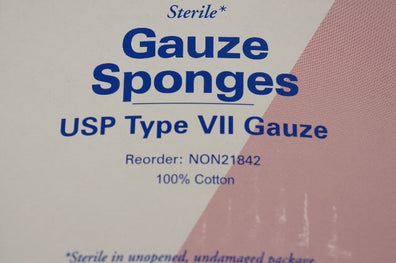 Sterile*
Gauze
Sponges
USP Type VII Gauze
Reorder: NON21842
100% Cotton
*Sterile in unopened, undamaged package